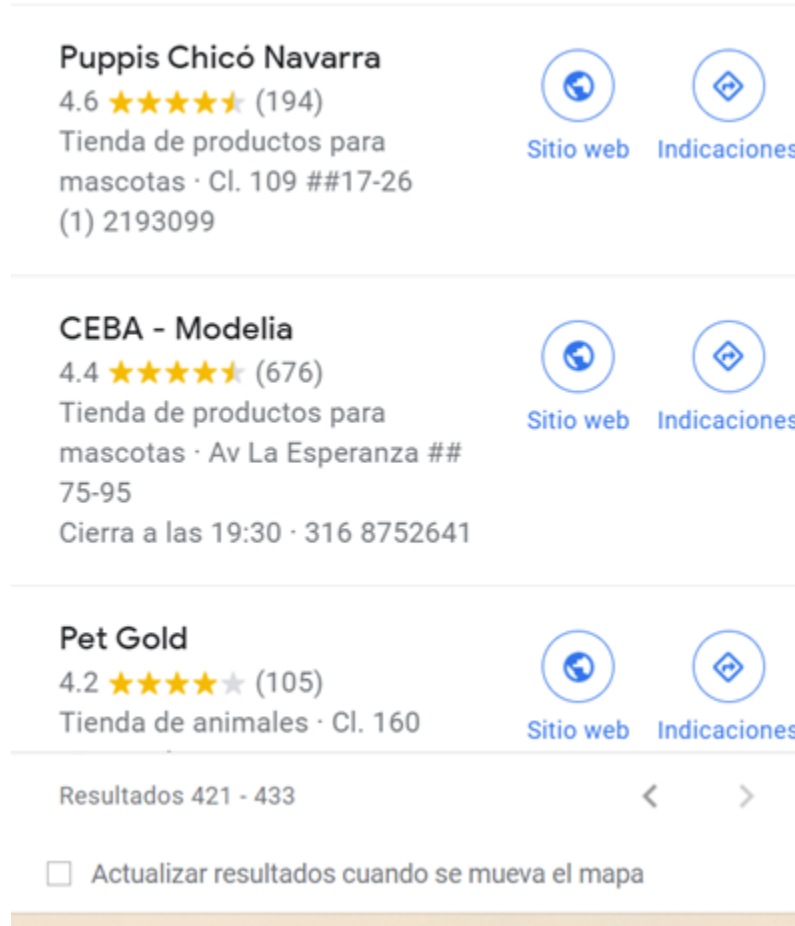 Puppis Chicó Navarra
4.6 ★★★★★ (194)
Tienda de productos para
mascotas · Cl. 109 ##17-26
(1) 2193099
Sitio web
Indicaciones
CEBA - Modelia
4.4 ★★★★★ (676)
Tienda de productos para
mascotas · Av La Esperanza ##
75-95
Cierra a las 19:30 · 316 8752641
Sitio web
Indicaciones
Pet Gold
4.2 ★★★★★ (105)
Tienda de animales · Cl. 160
Sitio web
Indicaciones
Resultados 421 - 433
Actualizar resultados cuando se mueva el mapa